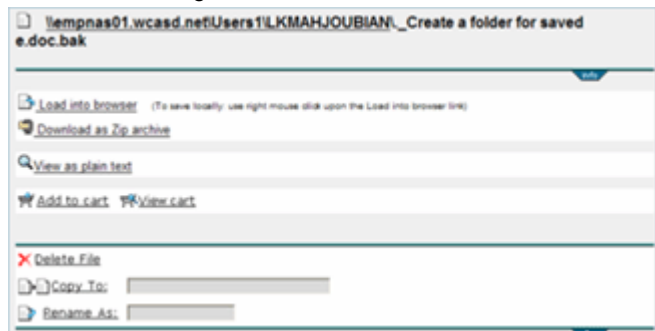 \\empnas01.wcasd.net\Users1\LKMAHJOUBIAN\._Create a folder for saved
e.doc.bak
Info
Load into browser (To save locally: use right mouse click upon the Load into browser link)
Download as Zip archive
View as plain text
Add to cart View cart
Delete File
Copy To:
Rename As: